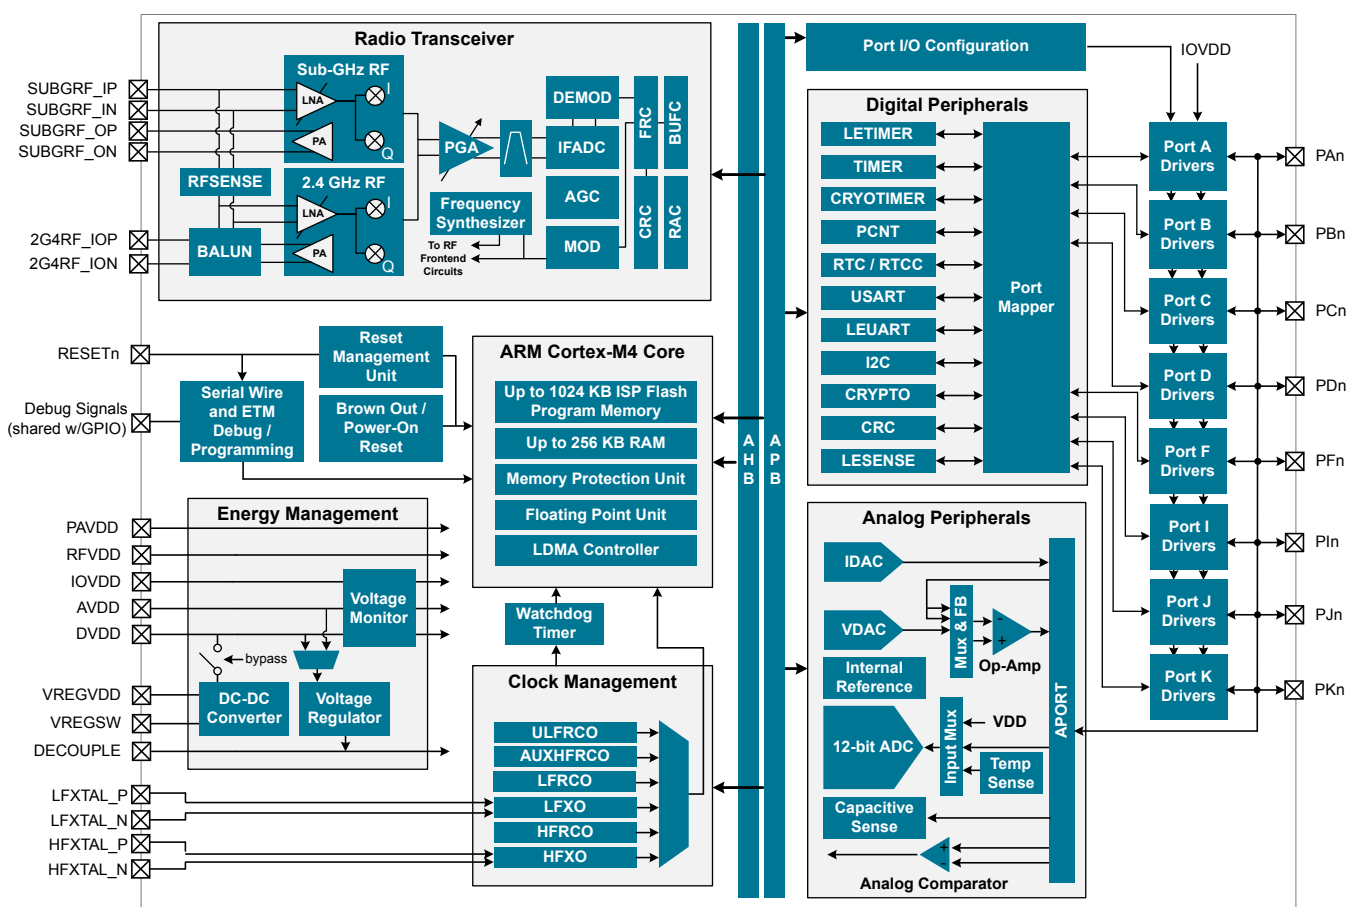 Radio Transceiver
SUBGRF_IP
SUBGRF_IN
SUBGRF_OP
SUBGRF_ON
2G4RF_IOP
2G4RF_ION
Sub-GHz RF
LNA
I
PA
Q
RFSENSE
BALUN
2.4 GHz RF
LNA
I
PA
Q
PGA
Frequency
Synthesizer
To RF
Frontend
Circuits
DEMOD
IFADC
AGC
MOD
FRC
BUFC
CRC
RAC
RESETn
Debug Signals
(shared w/GPIO)
Reset
Management
Unit
Serial Wire
and ETM
Debug /
Programming
Brown Out /
Power-On
Reset
ARM Cortex-M4 Core
Up to 1024 KB ISP Flash
Program Memory
Up to 256 KB RAM
Memory Protection Unit
Floating Point Unit
LDMA Controller
Watchdog
Timer
Energy Management
PAVDD
RFVDD
IOVDD
AVDD
DVDD
VREGVDD
VREGSW
DECOUPLE
Voltage
Monitor
bypass
DC-DC
Converter
Voltage
Regulator
Clock Management
LFXTAL_P
LFXTAL_N
HFXTAL_P
HFXTAL_N
ULFRCO
AUXHFRCO
LFRCO
LFXO
HFRCO
HFXO
A
H
B
A
P
B
Port I/O Configuration
IOVDD
Digital Peripherals
LETIMER
TIMER
CRYOTIMER
PCNT
RTC / RTCC
USART
LEUART
I2C
CRYPTO
CRC
LESENSE
Port
Mapper
Analog Peripherals
IDAC
VDAC
Mux & FB
-
+
Op-Amp
Internal
Reference
12-bit ADC
Input Mux
VDD
Temp
Sense
Capacitive
Sense
+
-
Analog Comparator
APORT
Port A
Drivers
PAn
Port B
Drivers
PBn
Port C
Drivers
PCn
Port D
Drivers
PDn
Port F
Drivers
PFn
Port I
Drivers
PIn
Port J
Drivers
PJn
Port K
Drivers
PKn